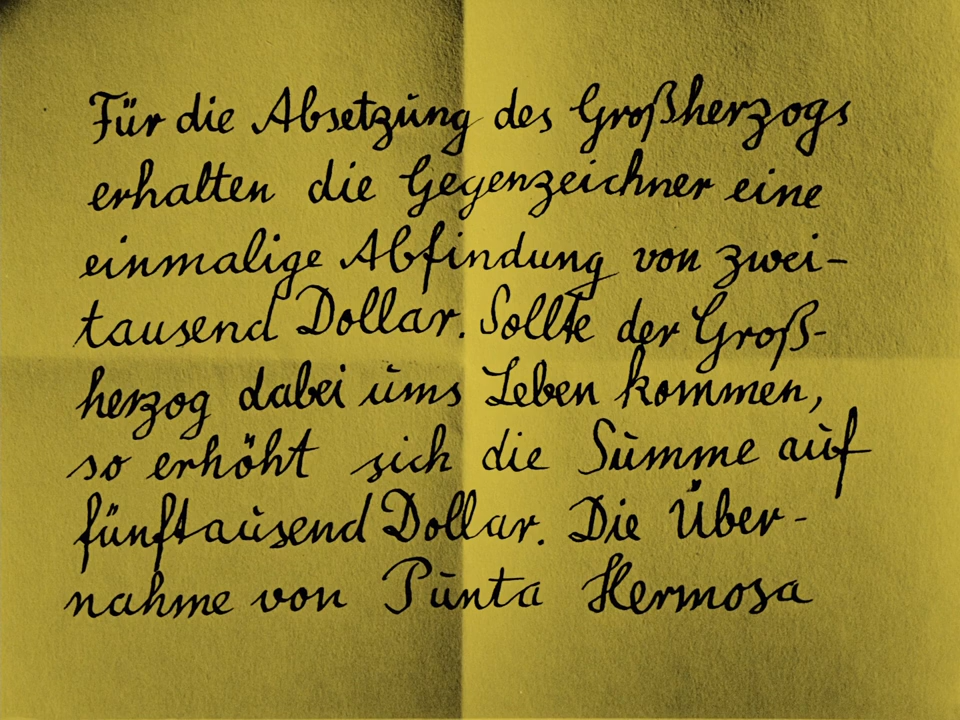 Für die Absetzung des Großherzogs
erhalten die Gegenzeichner eine
einmalige Abfindung von zwei-
tausend Dollar. Sollte der Groß-
herzog dabei ums Leben kommen,
so erhöht sich die Summe auf
fünftausend Dollar. Die Über-
nahme von Punta Hermosa